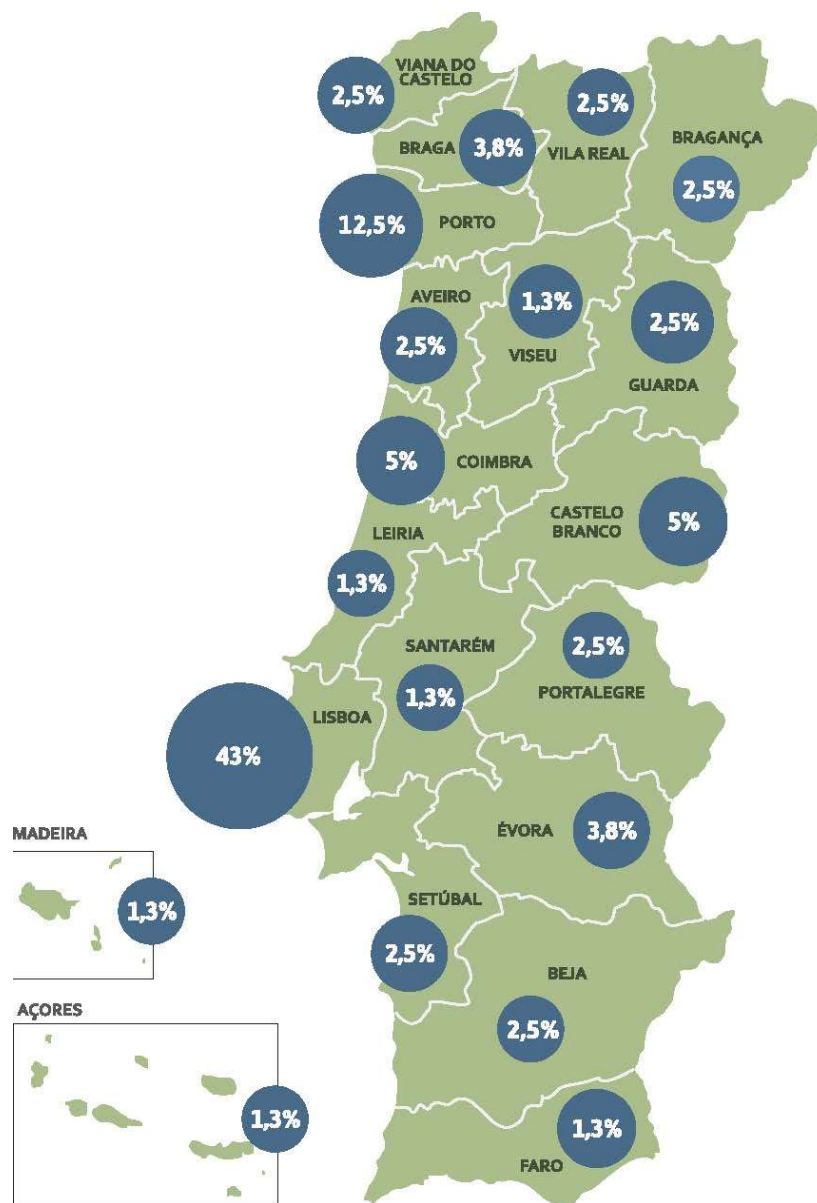 VIANA DO
CASTELO
2,5%
2,5%
BRAGA
3,8%
VILA REAL
BRAGANÇA
2,5%
12,5%
PORTO
AVEIRO
2,5%
1,3%
VISEU
2,5%
GUARDA
5%
COIMBRA
CASTELO
BRANCO
5%
LEIRIA
1,3%
SANTARÉM
1,3%
2,5%
PORTALEGRE
LISBOA
43%
ÉVORA
3,8%
MADEIRA
1,3%
SETÚBAL
2,5%
BEJA
2,5%
AÇORES
1,3%
1,3%
FARO